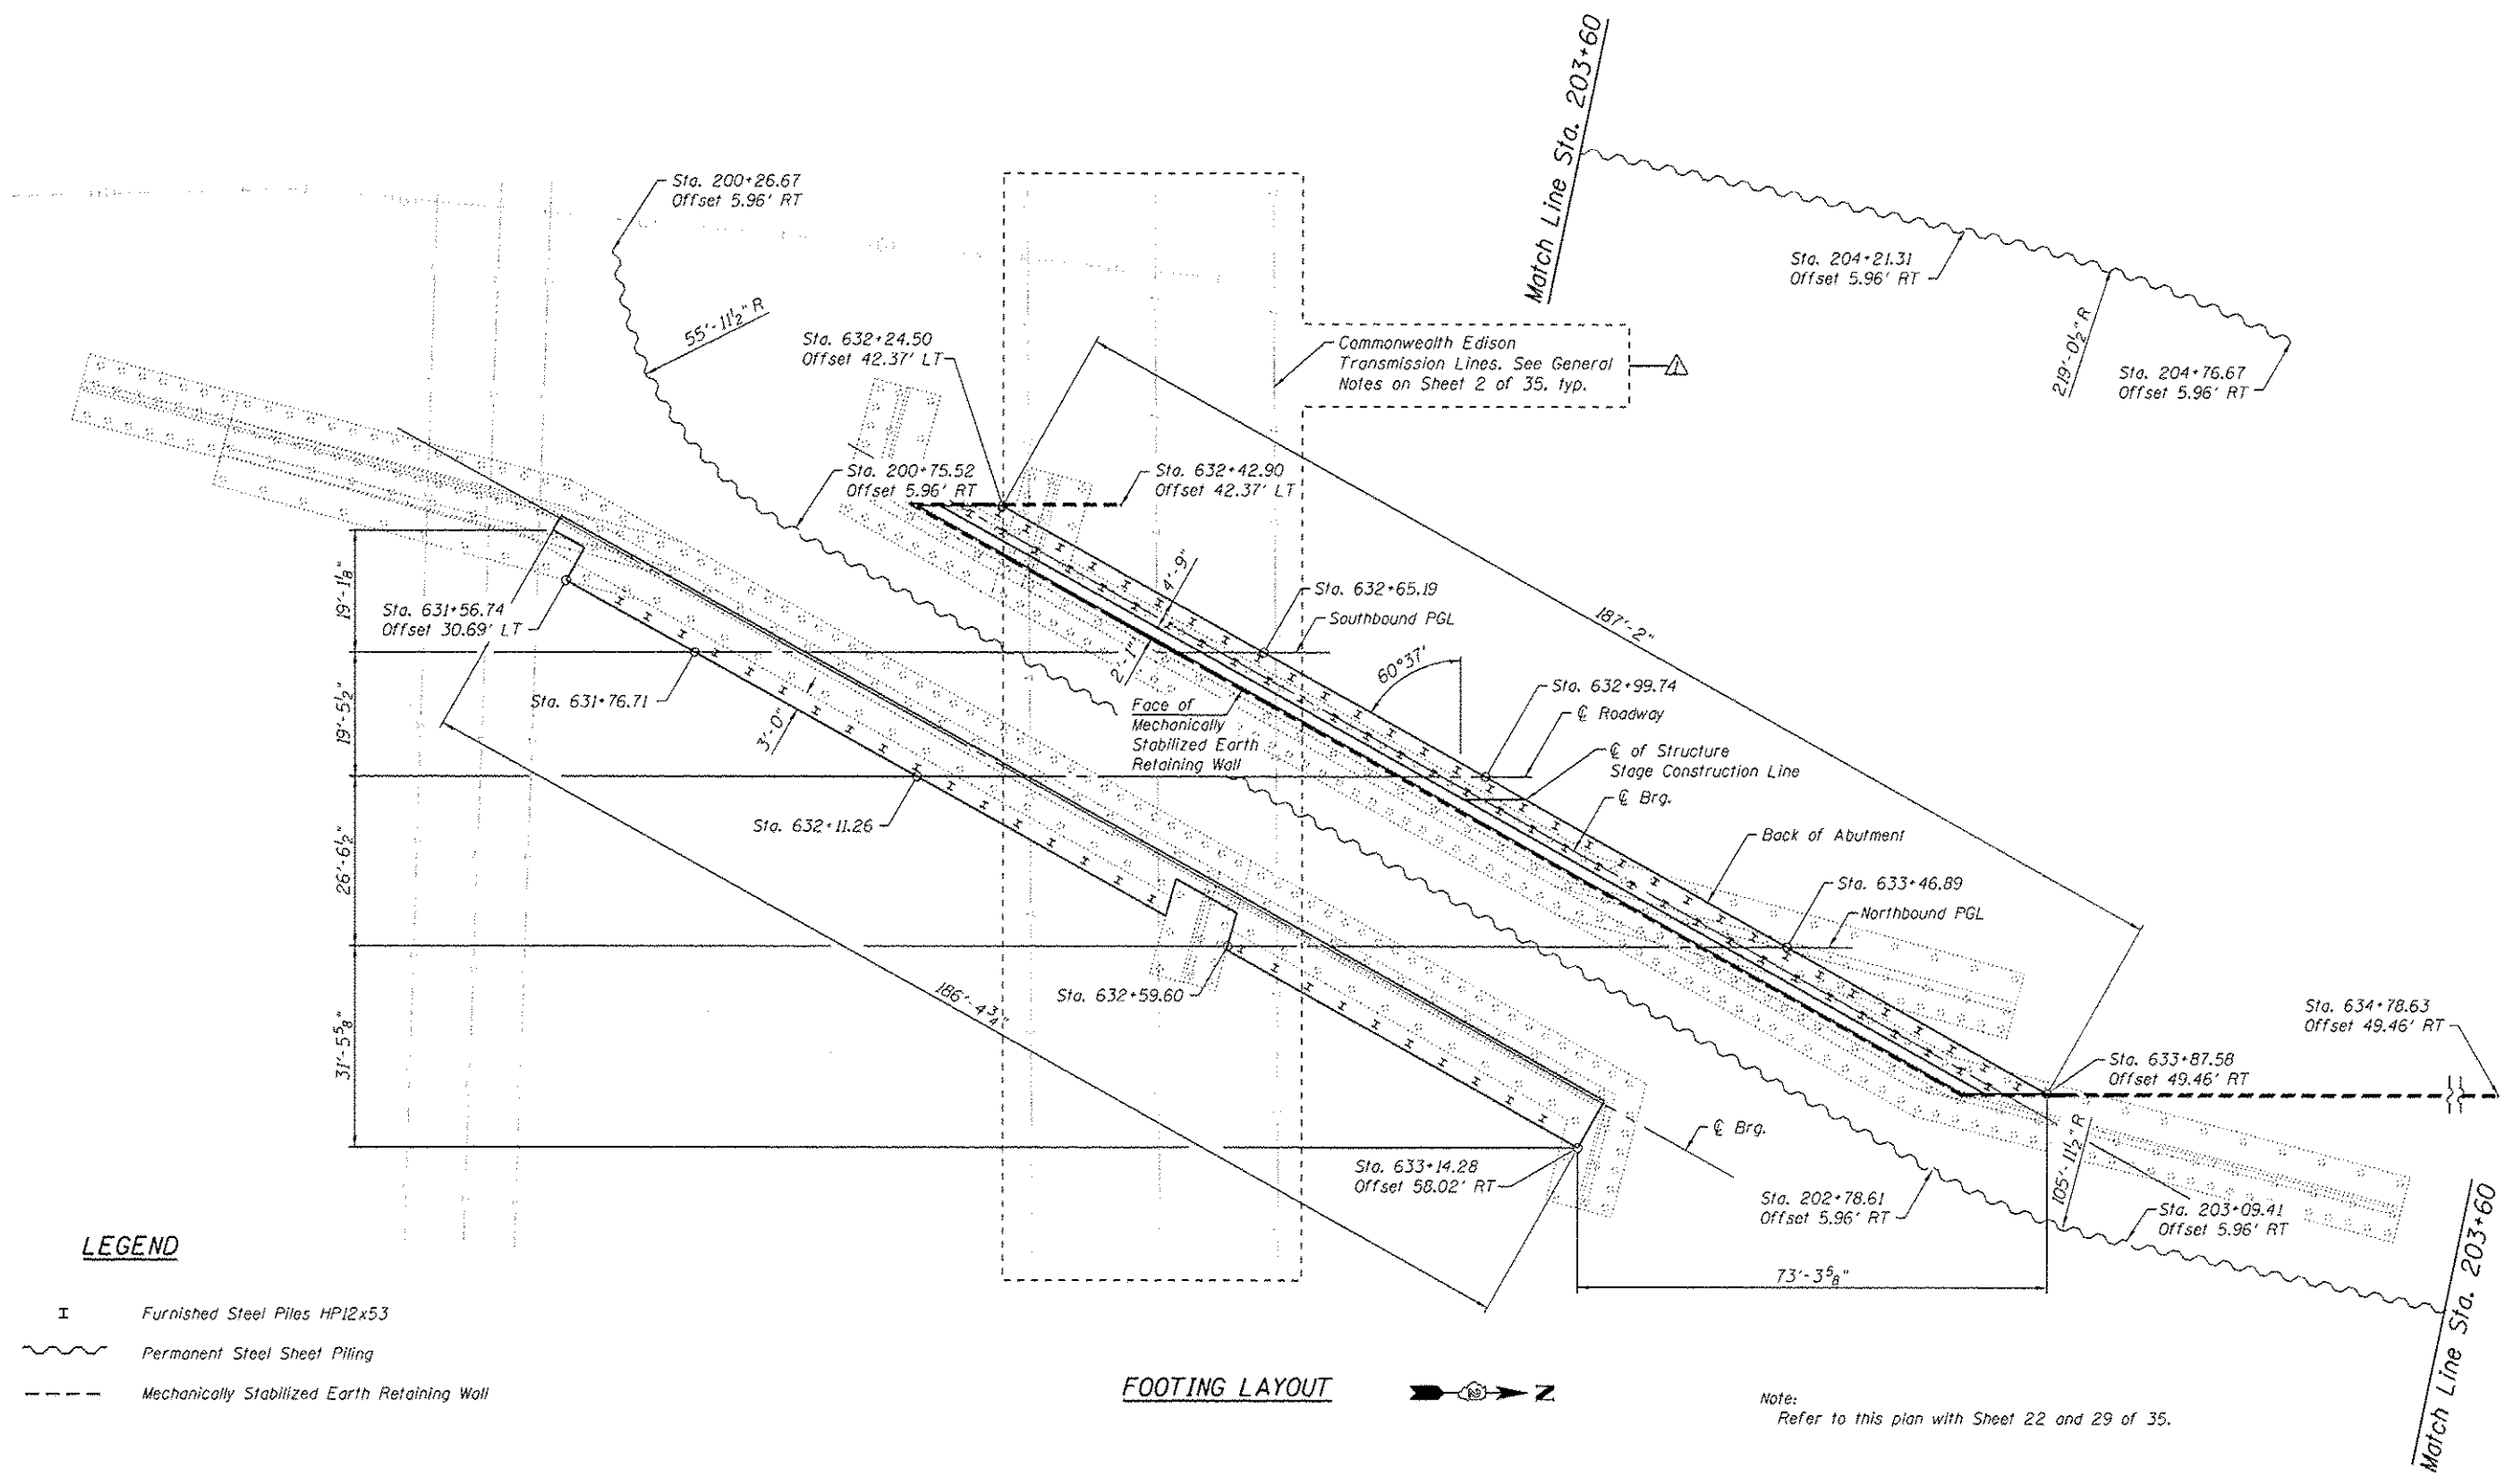 Match Line Sta. 203+60
Sta. 200+26.67
Offset 5.96' RT
55'-11½" R
Sta. 632+24.50
Offset 42.37' LT
Commonwealth Edison
Transmission Lines. See General
Notes on Sheet 2 of 35. typ.
1
Sta. 204+21.31
Offset 5.96' RT
219'-0½" R
Sta. 204+76.67
Offset 5.96' RT
Sta. 200+75.52
Offset 5.96' RT
Sta. 632+42.90
Offset 42.37' LT
19'-1⅛"
Sta. 631+56.74
Offset 30.69' LT
4'-9"
2'-1"
Sta. 632+65.19
Southbound PGL
187'-2"
60°37'
Sta. 631+76.71
3'-0"
19'-5½"
Face of
Mechanically
Stabilized Earth
Retaining Wall
Sta. 632+99.74
℄ Roadway
℄ of Structure
Stage Construction Line
℄ Brg.
Sta. 632+11.26
Back of Abutment
26'-6½"
Sta. 633+46.89
Northbound PGL
Sta. 632+59.60
186'-4¾"
31'-5⅝"
Sta. 634+78.63
Offset 49.46' RT
Sta. 633+87.58
Offset 49.46' RT
℄ Brg.
Sta. 633+14.28
Offset 58.02' RT
Sta. 202+78.61
Offset 5.96' RT
105'-11½" R
Sta. 203+09.41
Offset 5.96' RT
73'-3⅝"
Match Line Sta. 203+60
LEGEND
I Furnished Steel Piles HP12x53
Permanent Steel Sheet Piling
Mechanically Stabilized Earth Retaining Wall
FOOTING LAYOUT
N
Note:
Refer to this plan with Sheet 22 and 29 of 35.